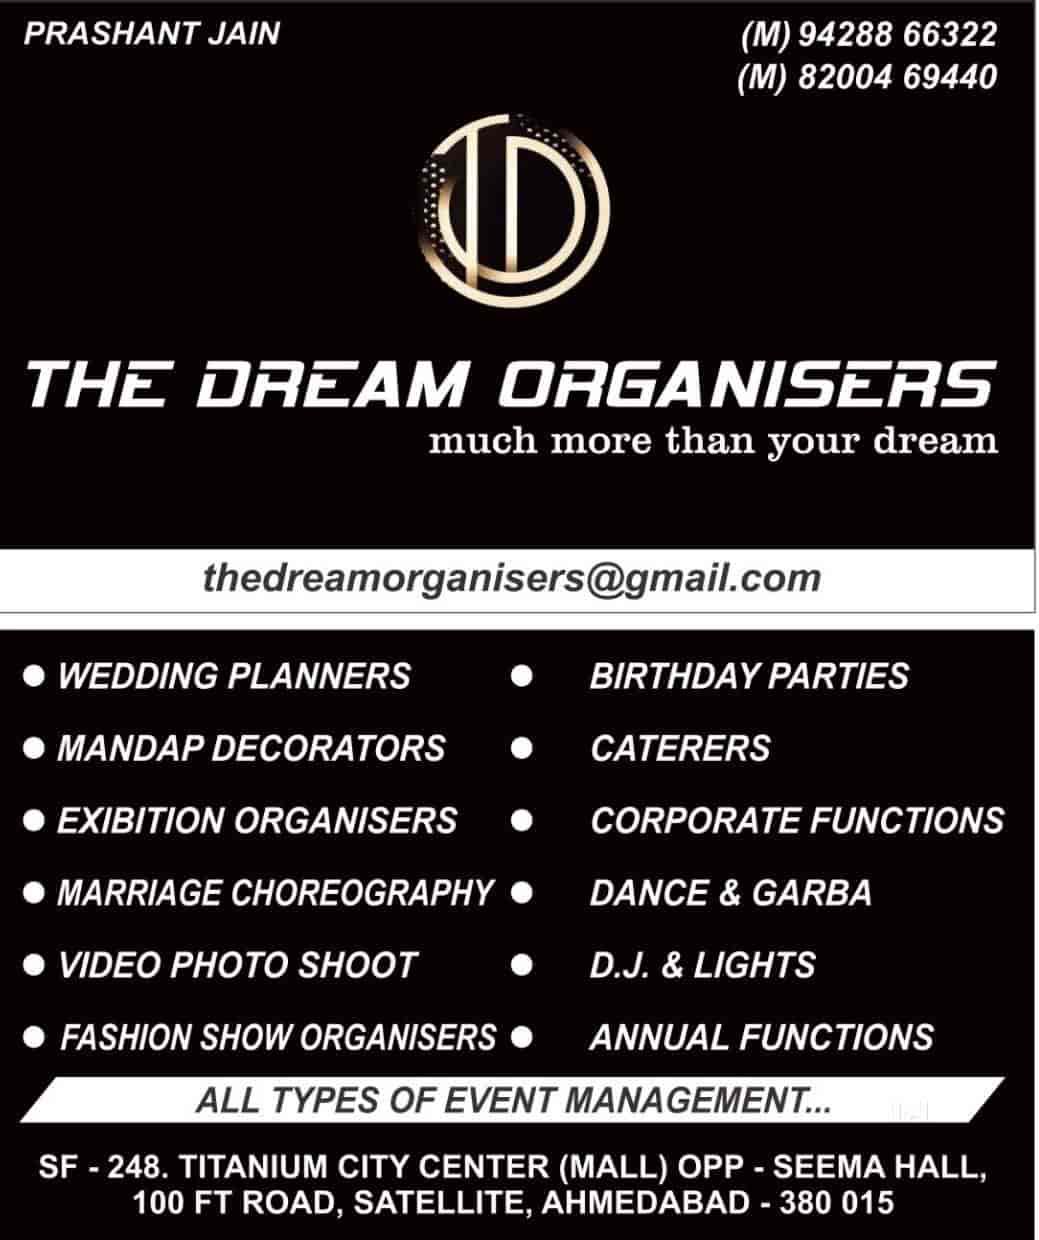 PRASHANT JAIN
(M) 94288 66322
(M) 82004 69440
THE DREAM ORGANISERS
much more than your dream
thedreamorganisers@gmail.com
WEDDING PLANNERS
MANDAP DECORATORS
EXIBITION ORGANISERS
MARRIAGE CHOREOGRAPHY
VIDEO PHOTO SHOOT
FASHION SHOW ORGANISERS
BIRTHDAY PARTIES
CATERERS
CORPORATE FUNCTIONS
DANCE & GARBA
D.J. & LIGHTS
ANNUAL FUNCTIONS
ALL TYPES OF EVENT MANAGEMENT...
SF - 248. TITANIUM CITY CENTER (MALL) OPP - SEEMA HALL,
100 FT ROAD, SATELLITE, AHMEDABAD - 380 015